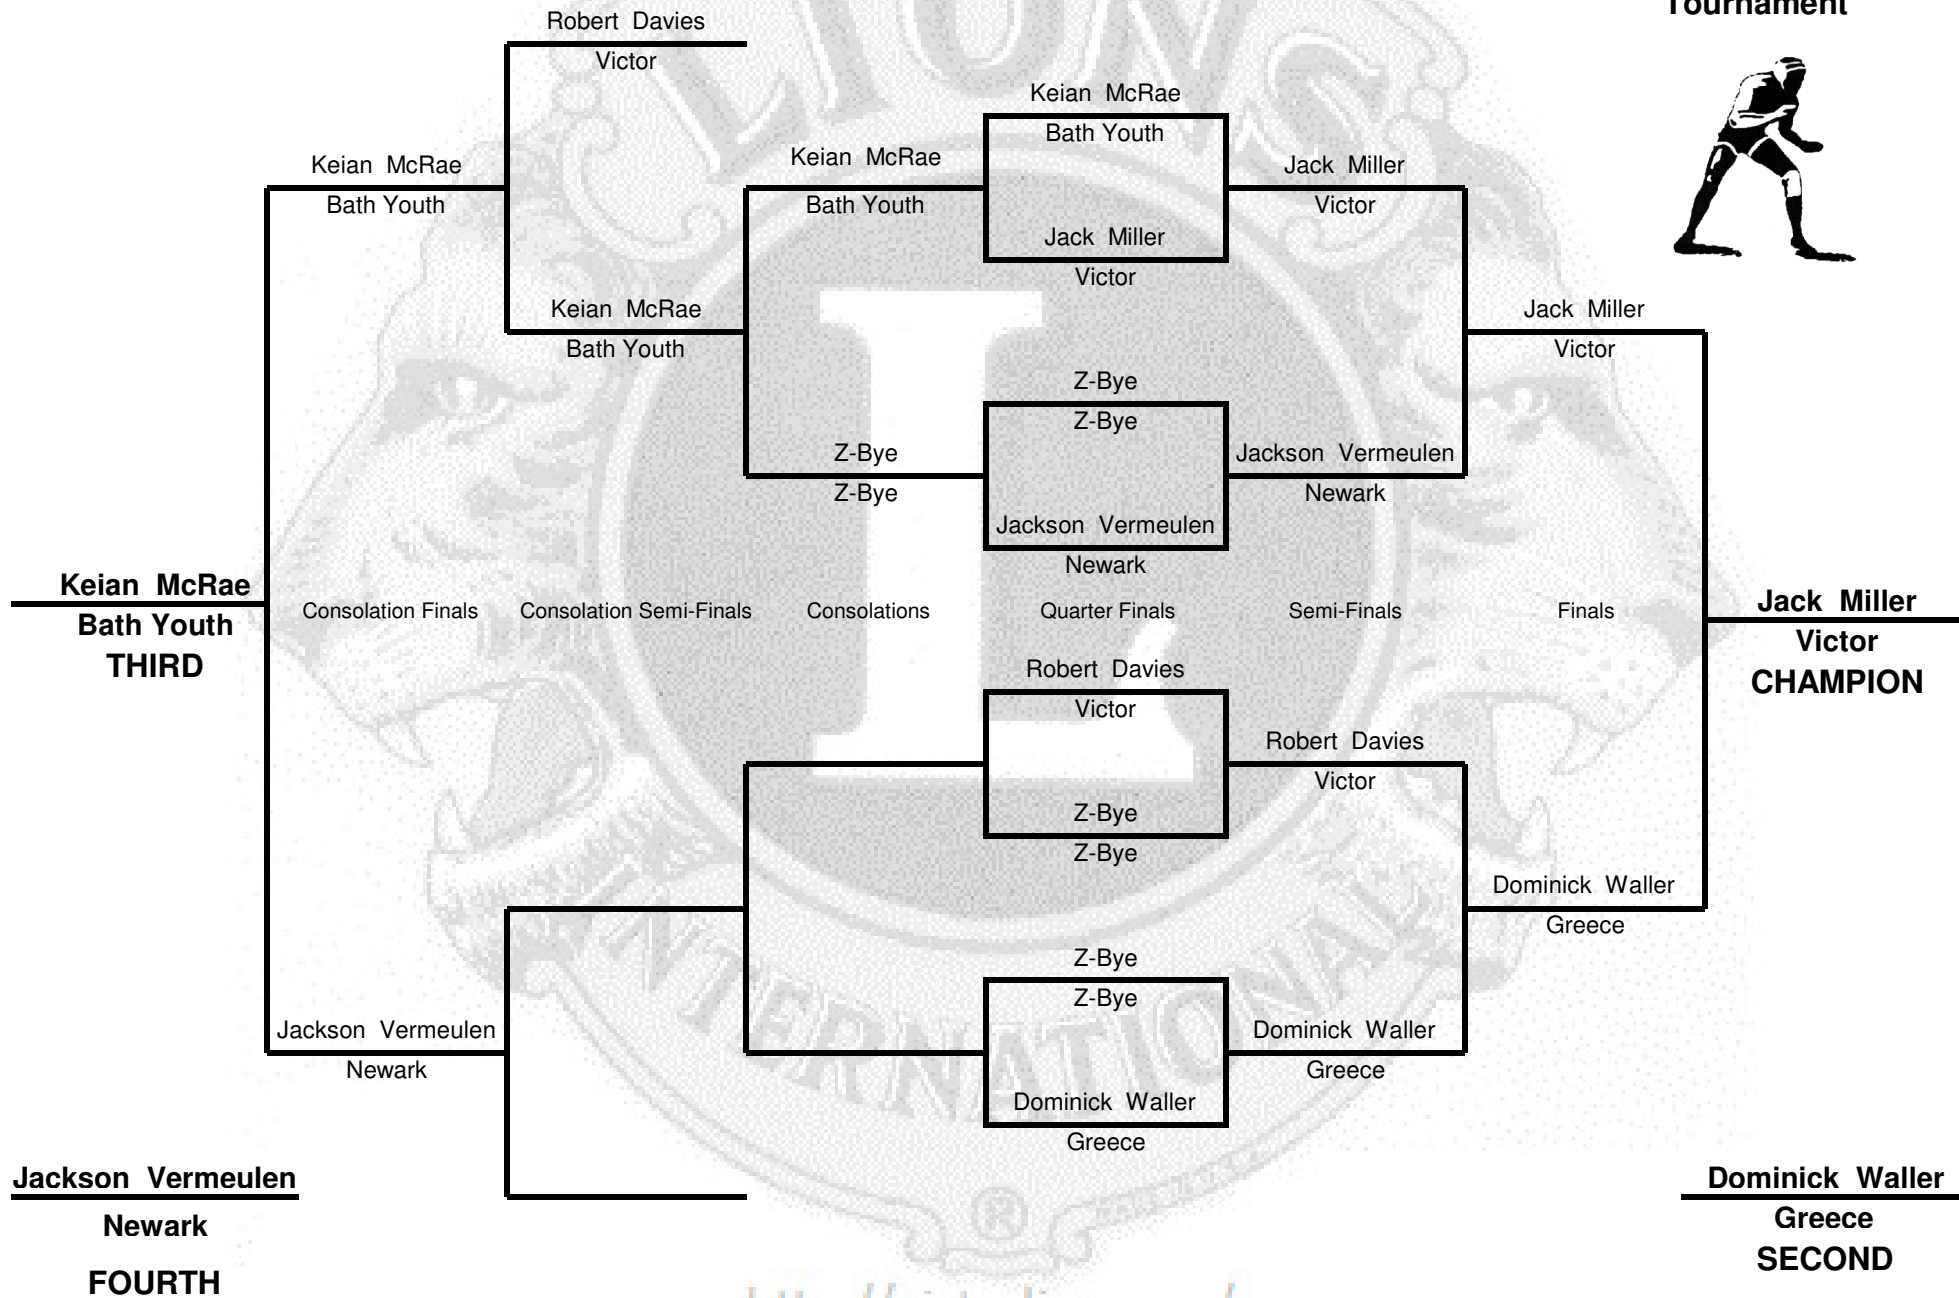 Tournament
Robert Davies
Victor
Keian McRae
Bath Youth
Keian McRae
Bath Youth
Keian McRae
Bath Youth
Jack Miller
Victor
Jack Miller
Victor
Keian McRae
Bath Youth
Jack Miller
Victor
Z-Bye
Z-Bye
Z-Bye
Z-Bye
Jackson Vermeulen
Newark
Jackson Vermeulen
Newark
Keian McRae
Bath Youth
THIRD
Consolation Finals
Consolation Semi-Finals
Consolations
Quarter Finals
Semi-Finals
Finals
Jack Miller
Victor
CHAMPION
Robert Davies
Victor
Robert Davies
Victor
Z-Bye
Z-Bye
Dominick Waller
Greece
Z-Bye
Z-Bye
Jackson Vermeulen
Newark
Dominick Waller
Greece
Dominick Waller
Greece
Jackson Vermeulen
Newark
FOURTH
Dominick Waller
Greece
SECOND
LIONS
L
INTERNATIONAL
®